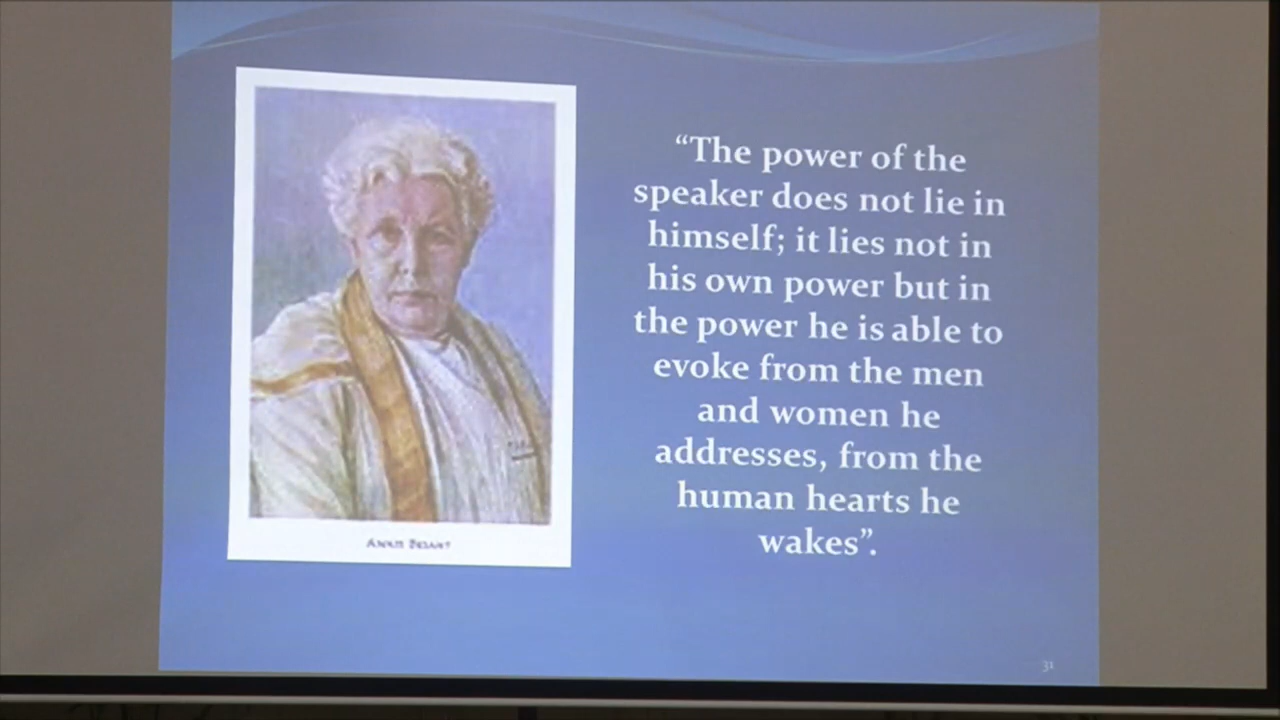 “The power of the
speaker does not lie in
himself; it lies not in
his own power but in
the power he is able to
evoke from the men
and women he
addresses, from the
human hearts he
wakes”.
Annie Besant
31